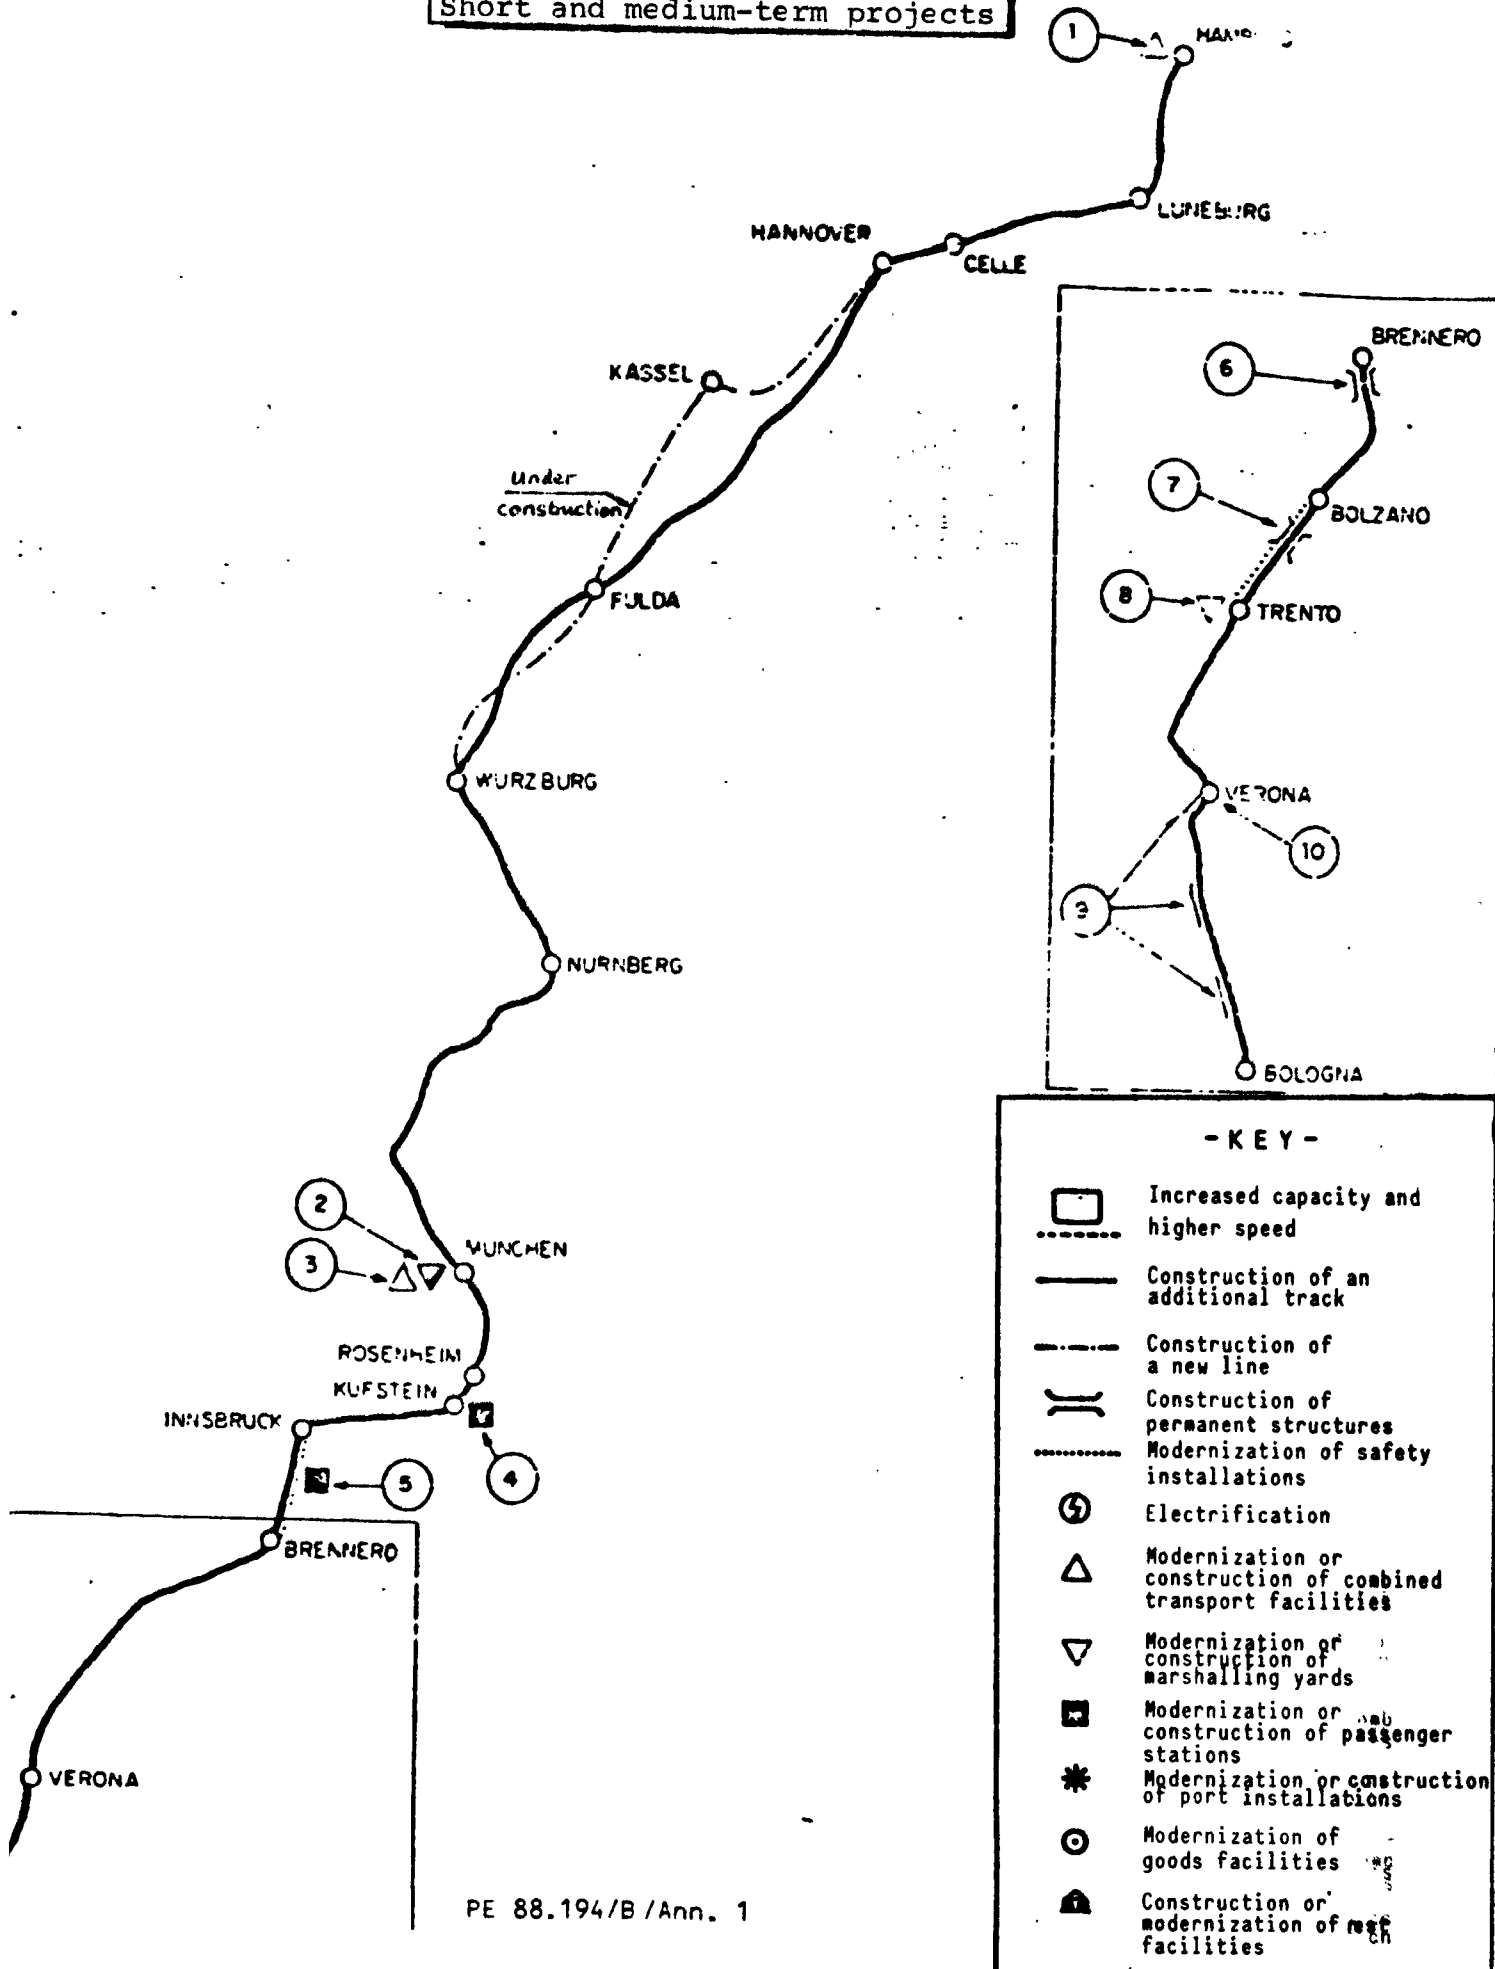 Short and medium-term projects
1
LUNEBURG
HANNOVER
CELLE
KASSEL
Under
construction
FULDA
WURZBURG
NURNBERG
2
3
MUNCHEN
ROSENHEIM
KUFSTEIN
INNSBRUCK
4
5
BRENNERO
VERONA
BRENNERO
6
7
BOLZANO
8
TRENTO
VERONA
10
9
BOLOGNA
- K E Y -
Increased capacity and
higher speed
Construction of an
additional track
Construction of
a new line
Construction of
permanent structures
Modernization of safety
installations
Electrification
Modernization or
construction of combined
transport facilities
Modernization or
construction of
marshalling yards
Modernization or
construction of passenger
stations
Modernization or construction
of port installations
Modernization of
goods facilities
Construction or
modernization of rest
facilities
PE 88.194/B/Ann. 1